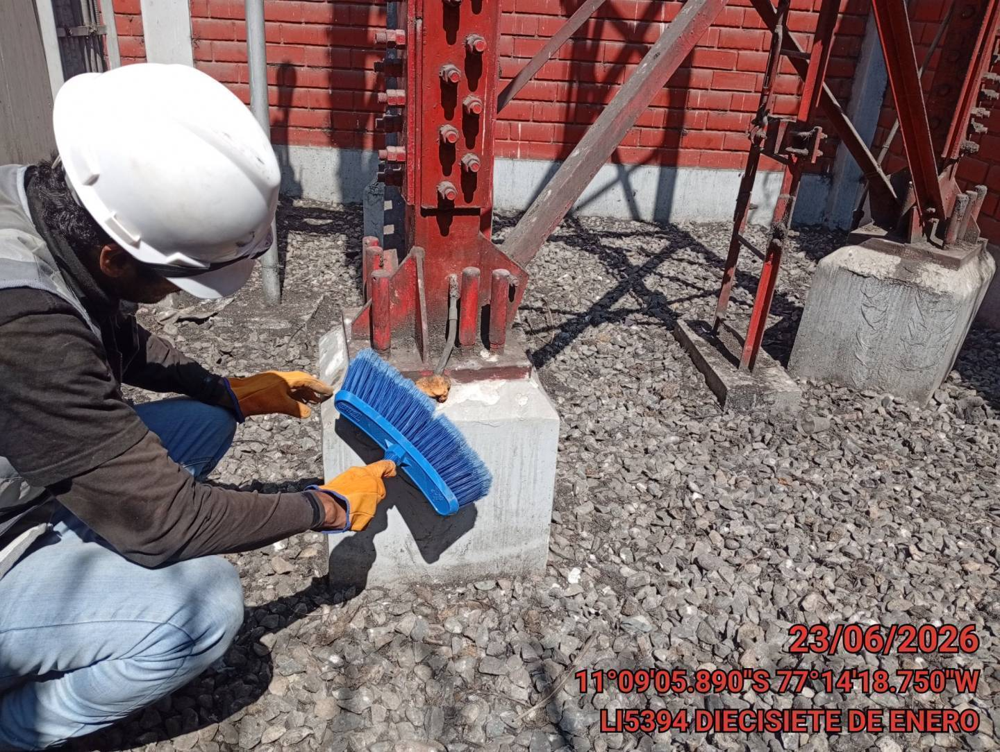 23/06/2026
11°09'05.890"S 77°14'18.750"W
LI5394 DIECISIETE DE ENERO